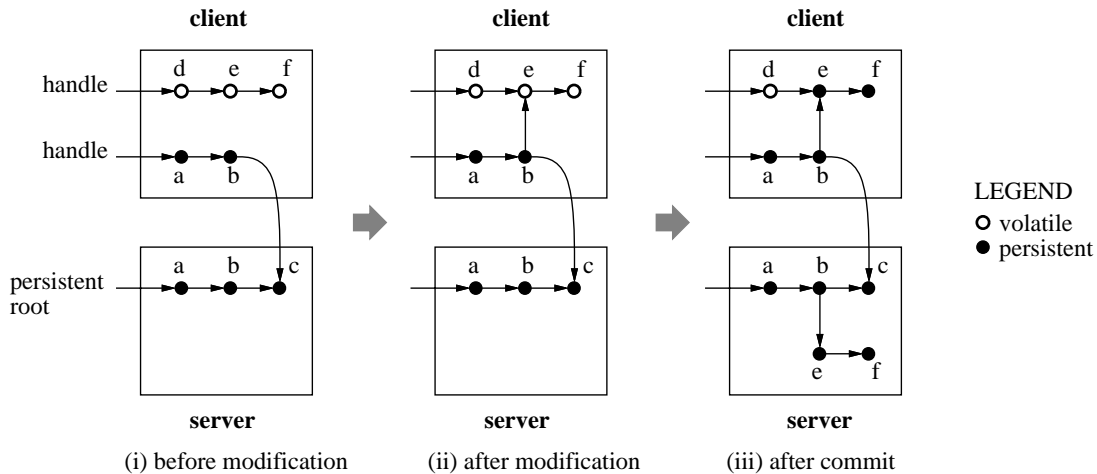 client
client
client
handle
d e f
d e f
d e f
handle
a b
a b
a b
LEGEND
volatile
persistent
persistent
root
a b c
a b c
a b c
e f
server
server
server
(i) before modification
(ii) after modification
(iii) after commit